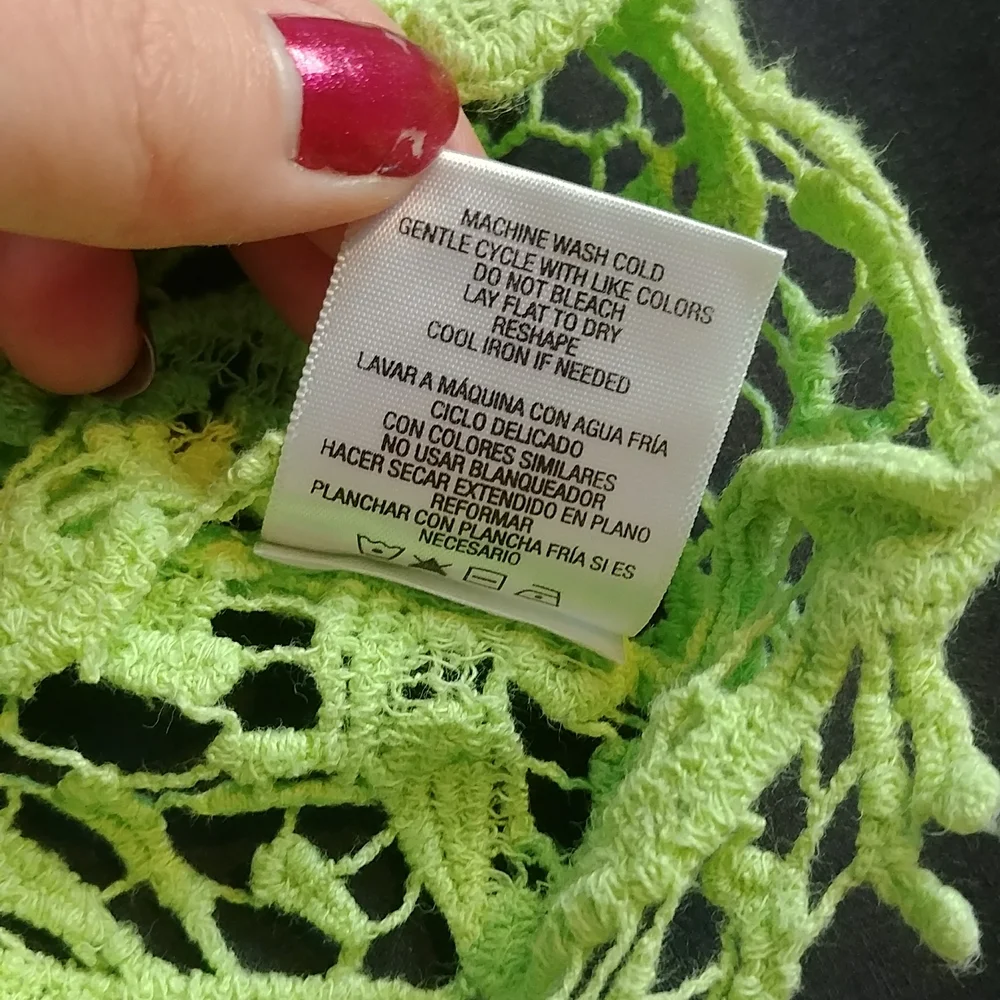 MACHINE WASH COLD
GENTLE CYCLE WITH LIKE COLORS
DO NOT BLEACH
LAY FLAT TO DRY
RESHAPE
COOL IRON IF NEEDED
LAVAR A MÁQUINA CON AGUA FRÍA
CICLO DELICADO
CON COLORES SIMILARES
NO USAR BLANQUEADOR
HACER SECAR EXTENDIDO EN PLANO
REFORMAR
PLANCHAR CON PLANCHA FRÍA SI ES
NECESARIO